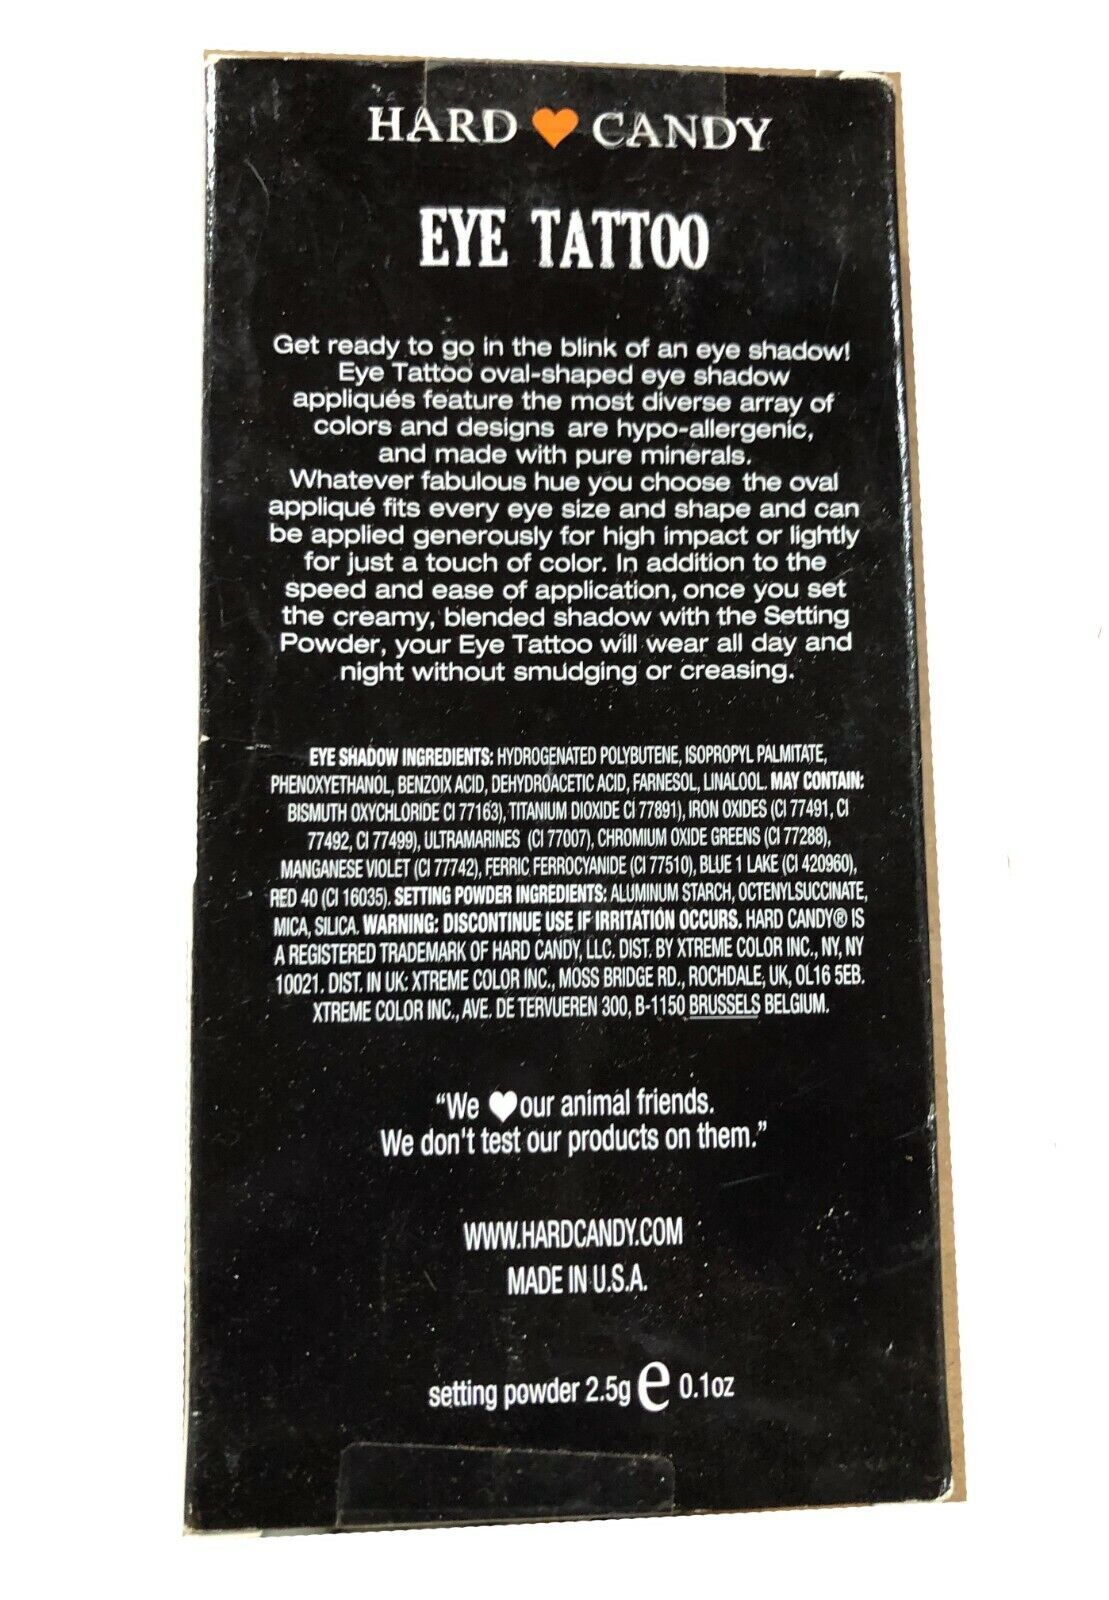 HARD 🧡 CANDY
EYE TATTOO
Get ready to go in the blink of an eye shadow!
Eye Tattoo oval-shaped eye shadow
appliqués feature the most diverse array of
colors and designs are hypo-allergenic,
and made with pure minerals.
Whatever fabulous hue you choose the oval
appliqué fits every eye size and shape and can
be applied generously for high impact or lightly
for just a touch of color. In addition to the
speed and ease of application, once you set
the creamy, blended shadow with the Setting
Powder, your Eye Tattoo will wear all day and
night without smudging or creasing.
EYE SHADOW INGREDIENTS: HYDROGENATED POLYBUTENE, ISOPROPYL PALMITATE,
PHENOXYETHANOL, BENZOIX ACID, DEHYDROACETIC ACID, FARNESOL, LINALOOL. MAY CONTAIN:
BISMUTH OXYCHLORIDE CI 77163), TITANIUM DIOXIDE CI 77891), IRON OXIDES (CI 77491, CI
77492, CI 77499), ULTRAMARINES (CI 77007), CHROMIUM OXIDE GREENS (CI 77288),
MANGANESE VIOLET (CI 77742), FERRIC FERROCYANIDE (CI 77510), BLUE 1 LAKE (CI 420960),
RED 40 (CI 16035). SETTING POWDER INGREDIENTS: ALUMINUM STARCH, OCTENYLSUCCINATE,
MICA, SILICA. WARNING: DISCONTINUE USE IF IRRITATION OCCURS. HARD CANDY® IS
A REGISTERED TRADEMARK OF HARD CANDY, LLC. DIST. BY XTREME COLOR INC., NY, NY
10021. DIST. IN UK: XTREME COLOR INC., MOSS BRIDGE RD., ROCHDALE, UK, OL16 5EB.
XTREME COLOR INC., AVE. DE TERVUEREN 300, B-1150 BRUSSELS BELGIUM.
"We ♥ our animal friends.
We don't test our products on them."
WWW.HARDCANDY.COM
MADE IN U.S.A.
setting powder 2.5g e 0.1oz